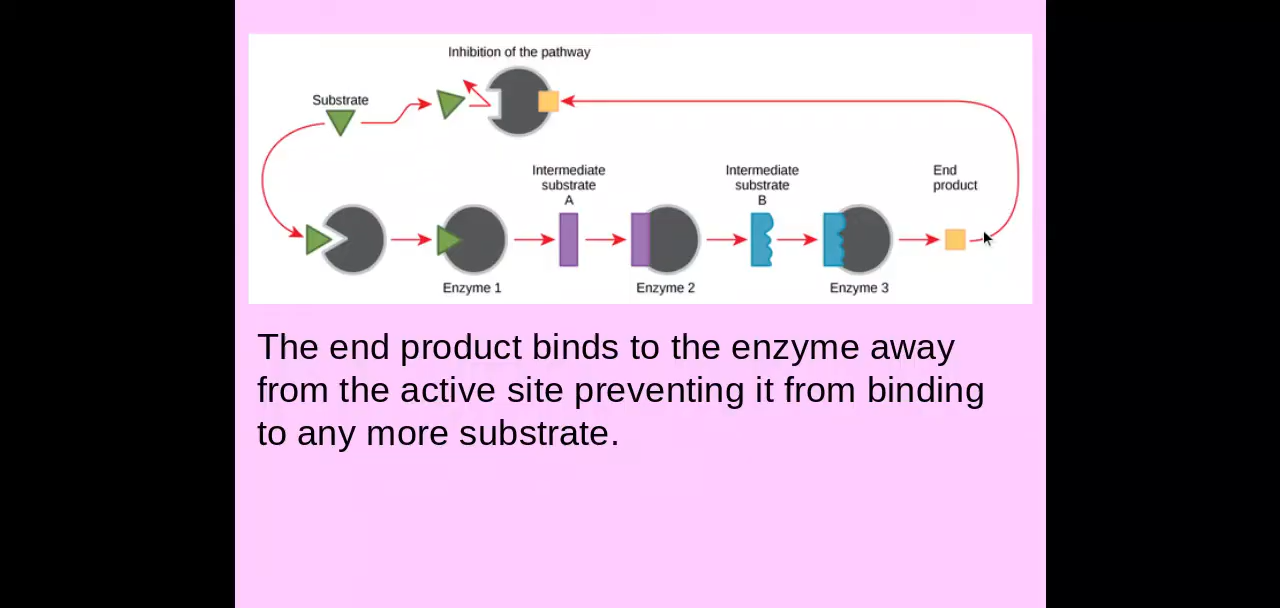 Inhibition of the pathway
Substrate
Intermediate
substrate
A
Intermediate
substrate
B
End
product
Enzyme 1
Enzyme 2
Enzyme 3
The end product binds to the enzyme away
from the active site preventing it from binding
to any more substrate.